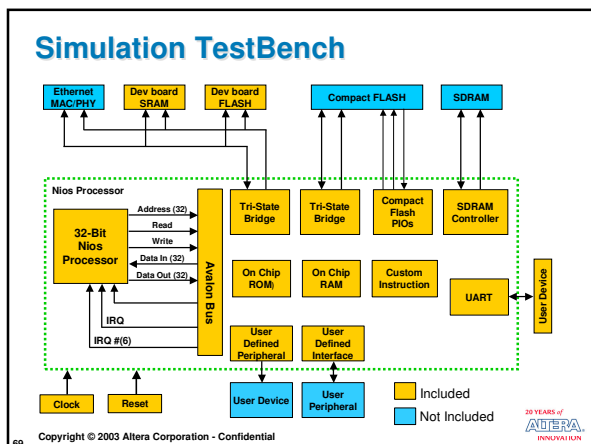 Simulation TestBench
Ethernet
MAC/PHY
Dev board
SRAM
Dev board
FLASH
Compact FLASH
SDRAM
Nios Processor
32-Bit
Nios
Processor
Address (32)
Read
Write
Data In (32)
Data Out (32)
IRQ
IRQ #(6)
Avalon Bus
Tri-State
Bridge
Tri-State
Bridge
Compact
Flash
PIOs
SDRAM
Controller
On Chip
ROM)
On Chip
RAM
Custom
Instruction
UART
User Device
User
Defined
Peripheral
User
Defined
Interface
Clock
Reset
User Device
User
Peripheral
Included
Not Included
69
Copyright © 2003 Altera Corporation - Confidential
20 YEARS of
ALTERA
INNOVATION